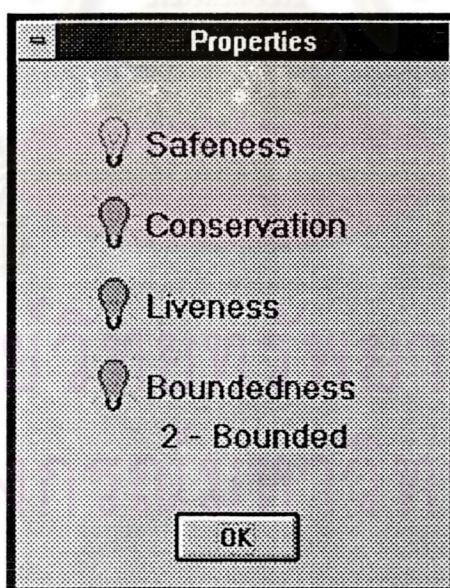 Properties
Safeness
Conservation
Liveness
Boundedness
2 - Bounded
OK